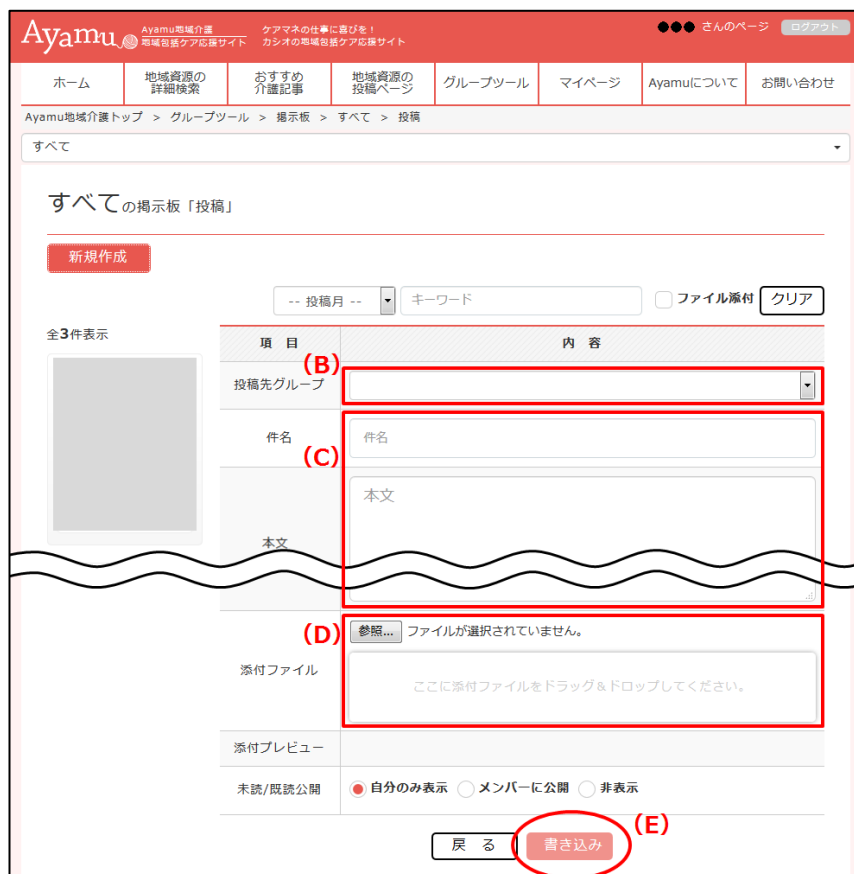 Ayamu Ayamu地域介護 ケアマネの仕事に喜びを！ ●●● さんのページ ログアウト
地域包括ケア応援サイト カシオの地域包括ケア応援サイト
ホーム 地域資源の詳細検索 おすすめ介護記事 地域資源の投稿ページ グループツール マイページ Ayamuについて お問い合わせ
Ayamu地域介護トップ > グループツール > 掲示板 > すべて > 投稿
すべて
すべての掲示板「投稿」
新規作成
-- 投稿月 -- キーワード ファイル添付 クリア
全3件表示
項 目 内 容
(B)
投稿先グループ
件名 件名
(C)
本文
本文
(D) 参照... ファイルが選択されていません。
添付ファイル ここに添付ファイルをドラッグ＆ドロップしてください。
添付プレビュー
未読/既読公開 自分のみ表示 メンバーに公開 非表示
(E)
戻 る 書き込み